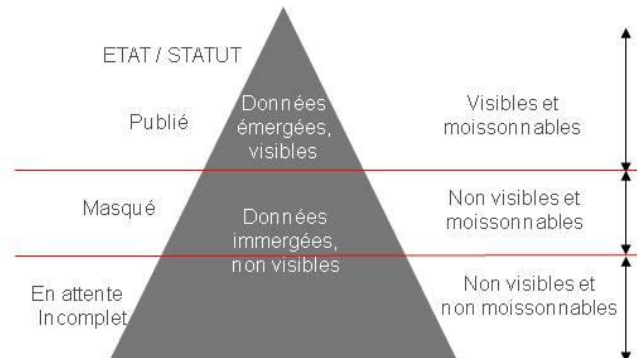 ETAT / STATUT
Publié
Données
émergées,
visibles
Visibles et
moissonnables
Masqué
Données
immergées,
non visibles
Non visibles et
moissonnables
En attente
Incomplet
Non visibles et
non moissonnables